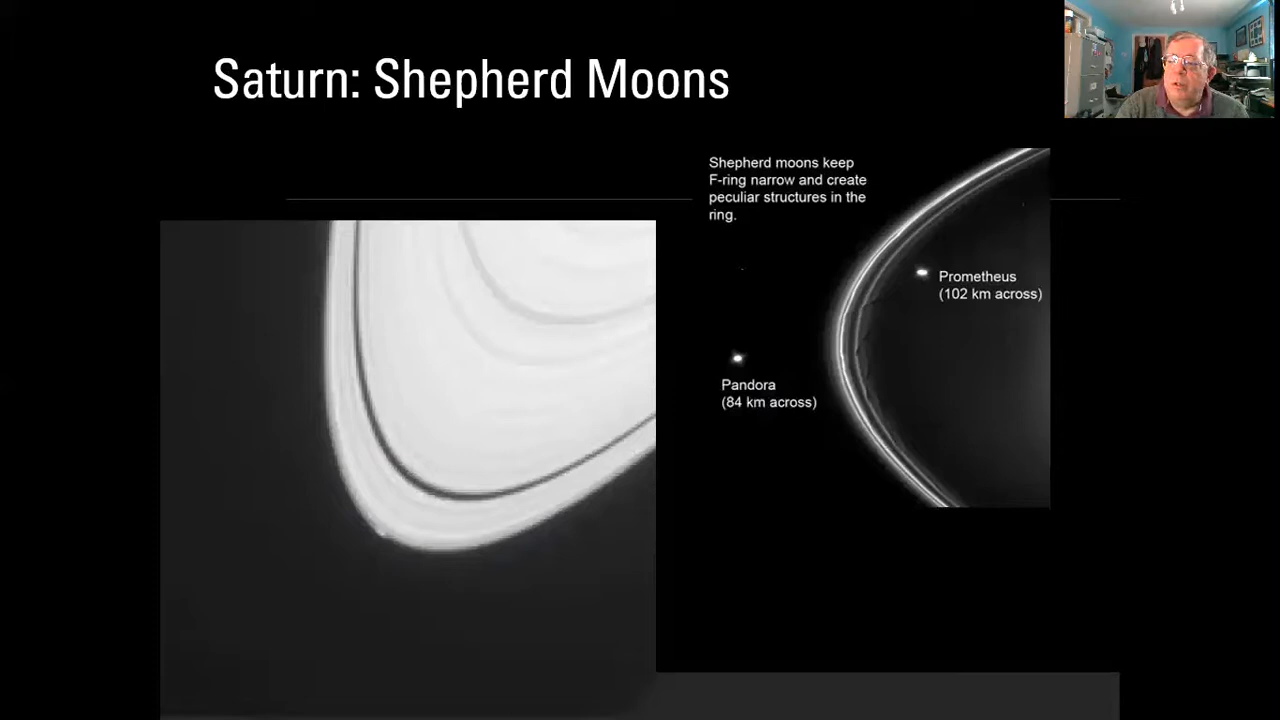 Saturn: Shepherd Moons
Shepherd moons keep
F-ring narrow and create
peculiar structures in the
ring.
Prometheus
(102 km across)
Pandora
(84 km across)